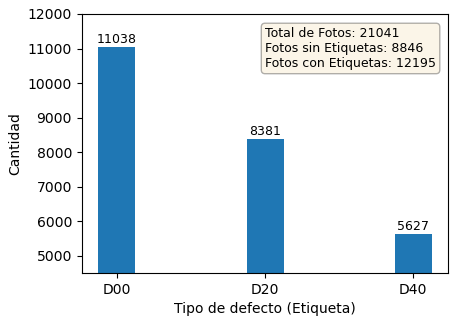 12000
11000
10000
9000
8000
7000
6000
5000
Cantidad
11038
8381
5627
Total de Fotos: 21041
Fotos sin Etiquetas: 8846
Fotos con Etiquetas: 12195
D00
D20
D40
Tipo de defecto (Etiqueta)